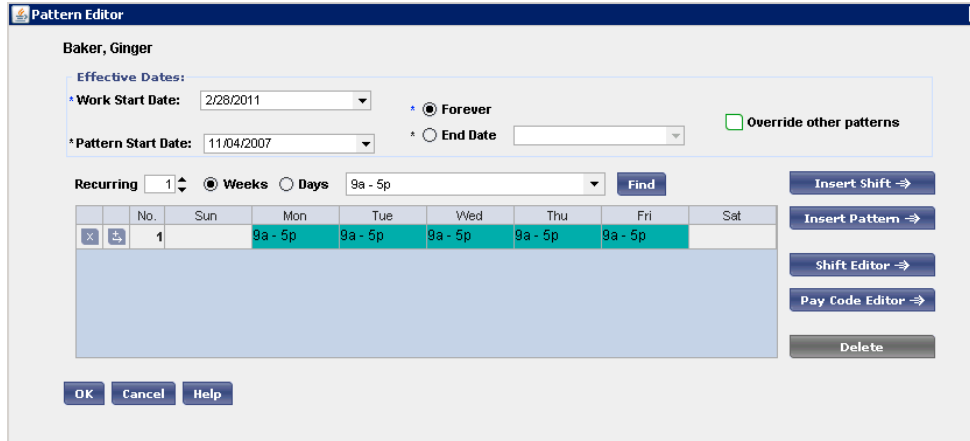 Pattern Editor
Baker, Ginger
Effective Dates:
* Work Start Date: 2/28/2011 * Forever
* Pattern Start Date: 11/04/2007 * End Date Override other patterns
Recurring 1 Weeks Days 9a - 5p Find Insert Shift
No. Sun Mon Tue Wed Thu Fri Sat Insert Pattern
x 1 9a - 5p 9a - 5p 9a - 5p 9a - 5p 9a - 5p
Shift Editor
Pay Code Editor
Delete
OK Cancel Help